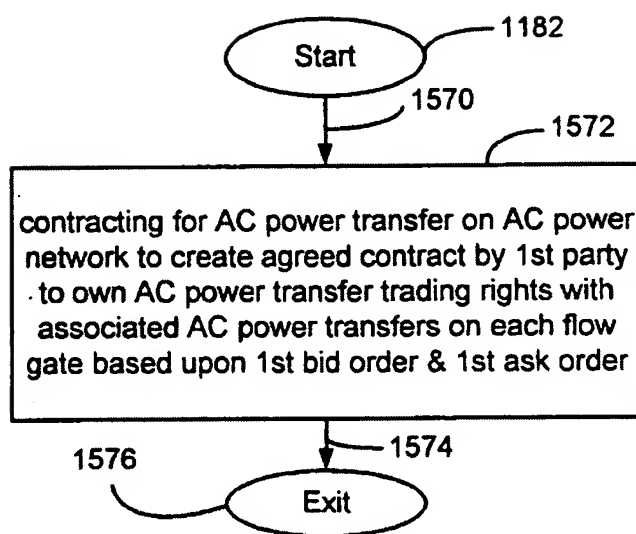 Start
1182
1570
1572
contracting for AC power transfer on AC power
network to create agreed contract by 1st party
to own AC power transfer trading rights with
associated AC power transfers on each flow
gate based upon 1st bid order & 1st ask order
1574
1576
Exit